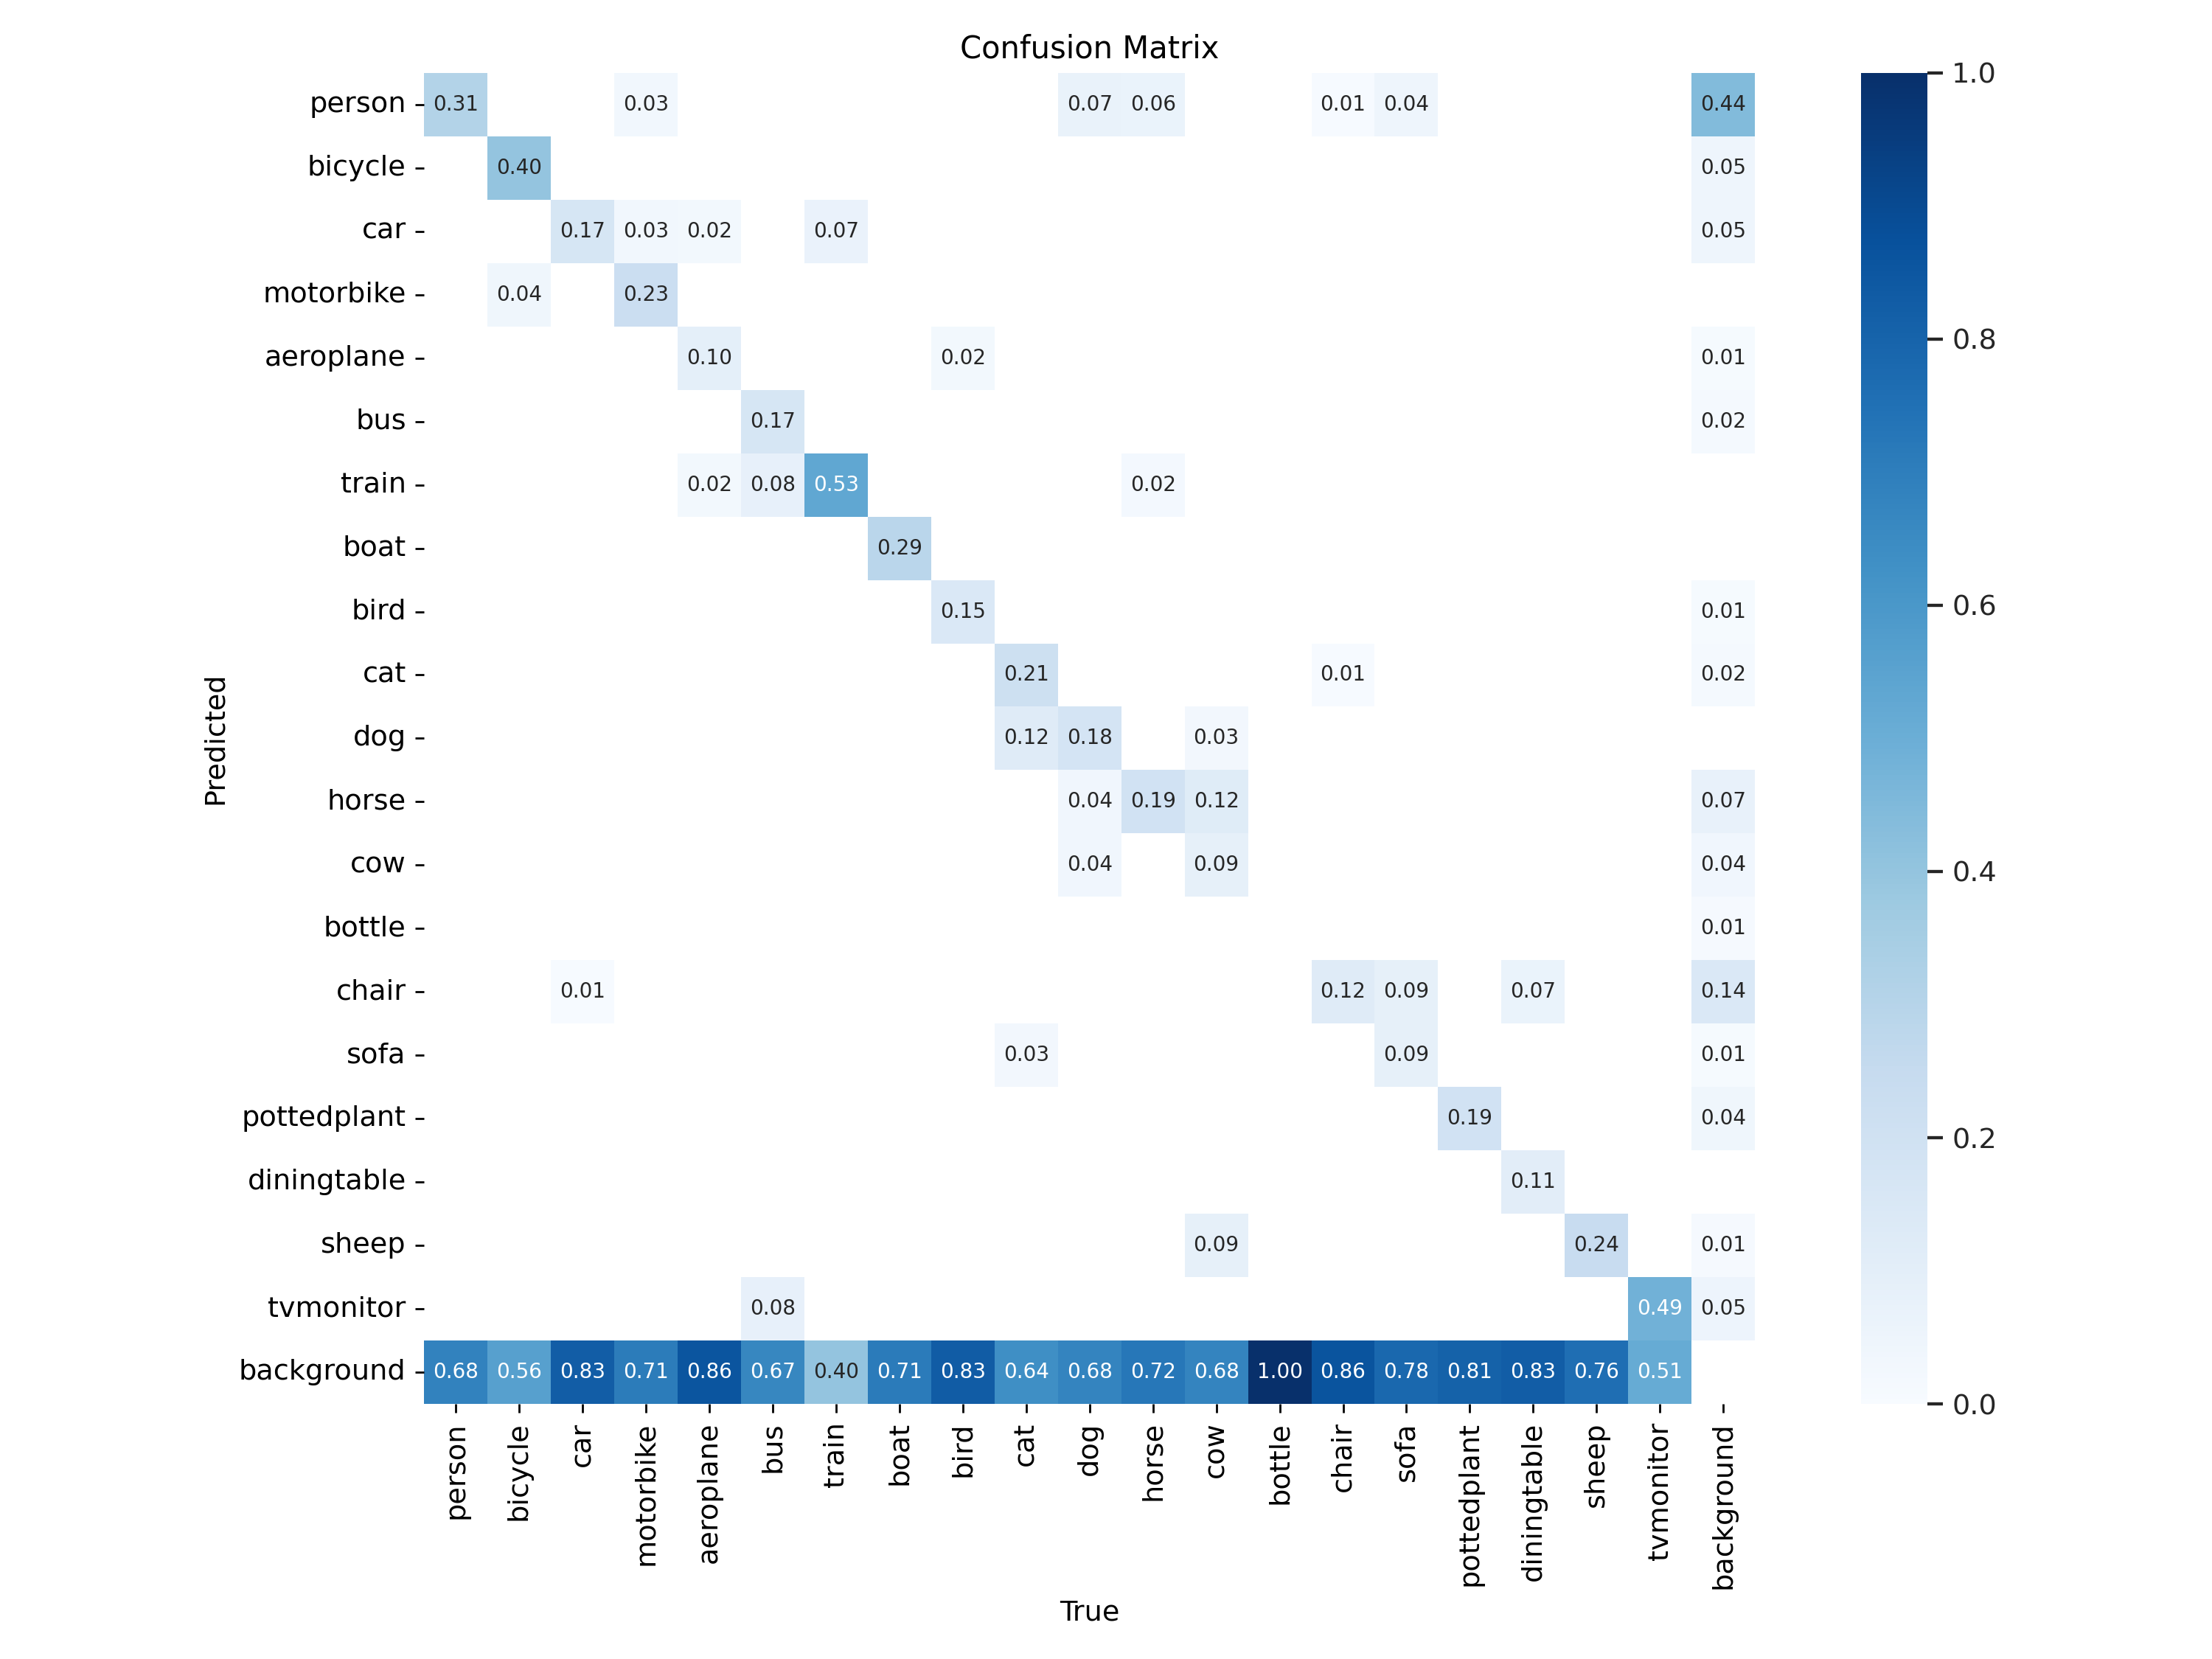 Confusion Matrix
person 0.31 0.03 0.07 0.06 0.01 0.04 0.44
bicycle 0.40 0.05
car 0.17 0.03 0.02 0.07 0.05
motorbike 0.04 0.23
aeroplane 0.10 0.02 0.01
bus 0.17 0.02
train 0.02 0.08 0.53 0.02
boat 0.29
bird 0.15 0.01
cat 0.21 0.01 0.02
dog 0.12 0.18 0.03
horse 0.04 0.19 0.12 0.07
cow 0.04 0.09 0.04
bottle 0.01
chair 0.01 0.12 0.09 0.07 0.14
sofa 0.03 0.09 0.01
pottedplant 0.19 0.04
diningtable 0.11
sheep 0.09 0.24 0.01
tvmonitor 0.08 0.49 0.05
background 0.68 0.56 0.83 0.71 0.86 0.67 0.40 0.71 0.83 0.64 0.68 0.72 0.68 1.00 0.86 0.78 0.81 0.83 0.76 0.51
person bicycle car motorbike aeroplane bus train boat bird cat dog horse cow bottle chair sofa pottedplant diningtable sheep tvmonitor background
True
Predicted
1.0
0.8
0.6
0.4
0.2
0.0